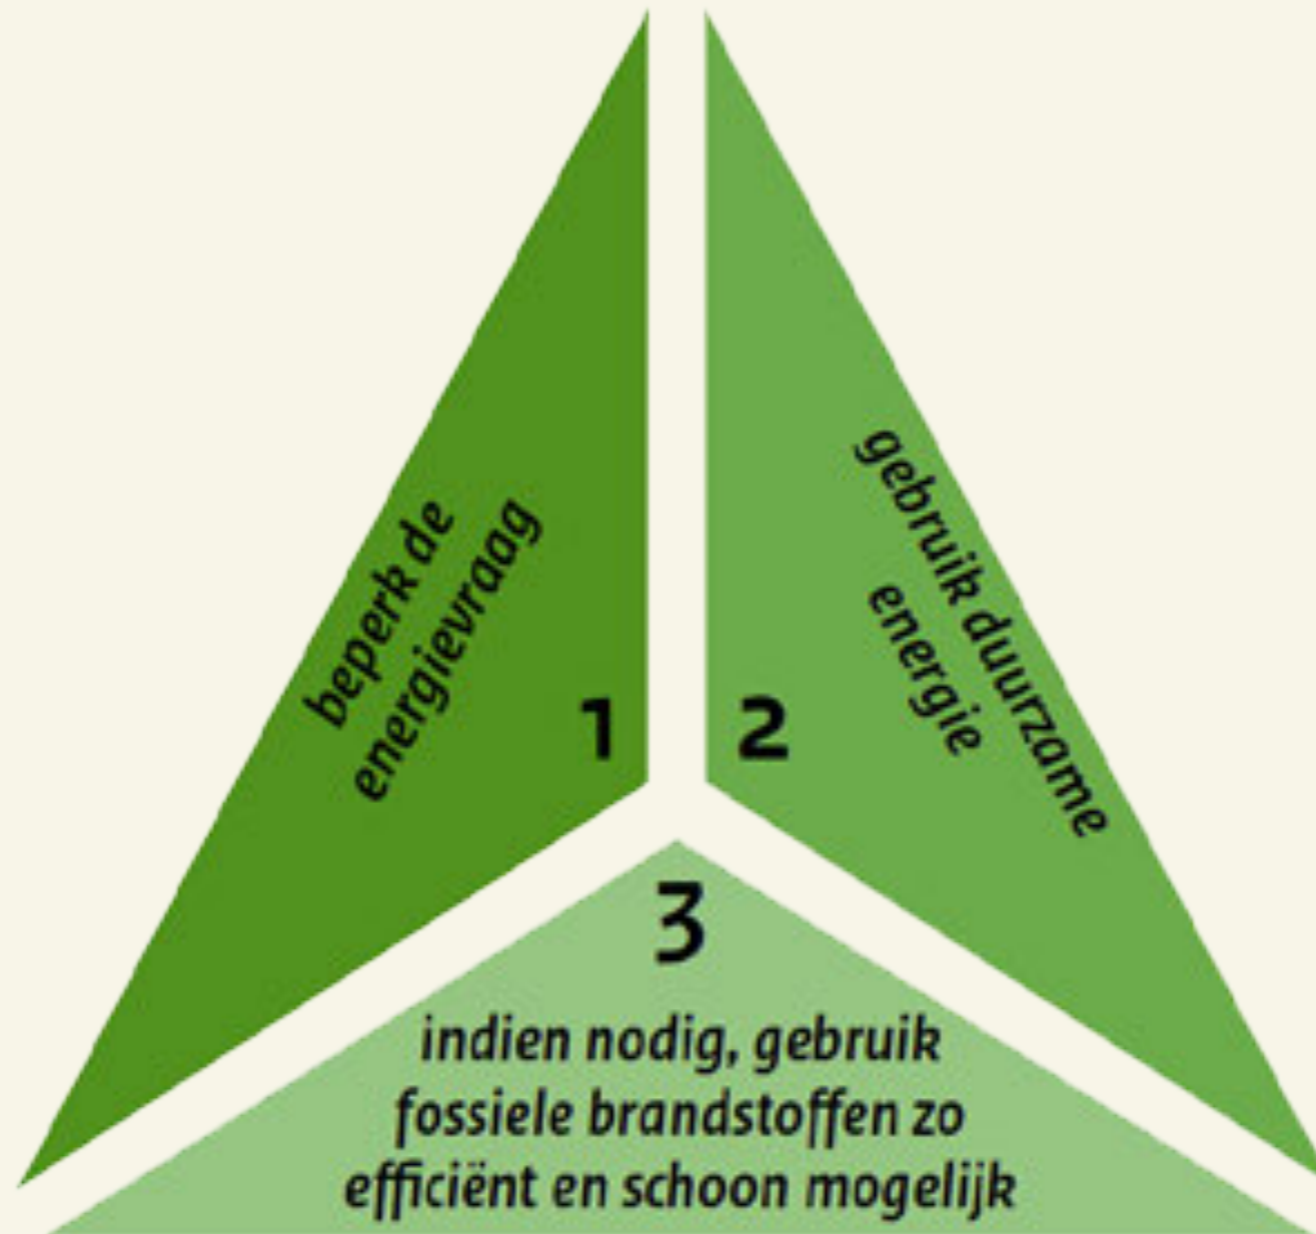 beperk de
energievraag
1
gebruik duurzame
energie
2
3
indien nodig, gebruik
fossiele brandstoffen zo
efficiënt en schoon mogelijk